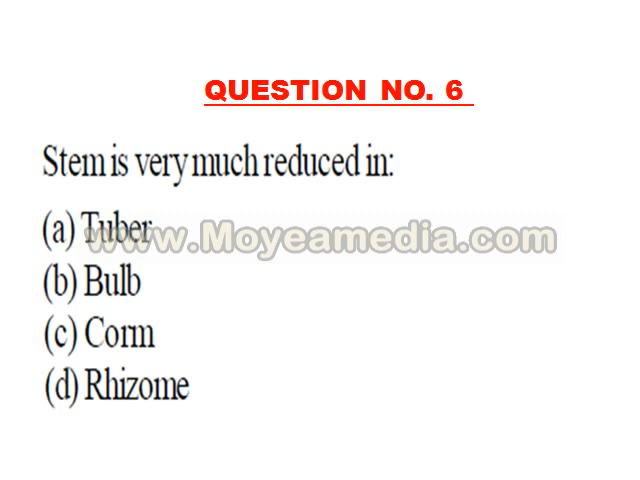 QUESTION NO. 6
Stem is very much reduced in:
(a) Tuber
www.Moyeamedia.com
(b) Bulb
(c) Corm
(d) Rhizome